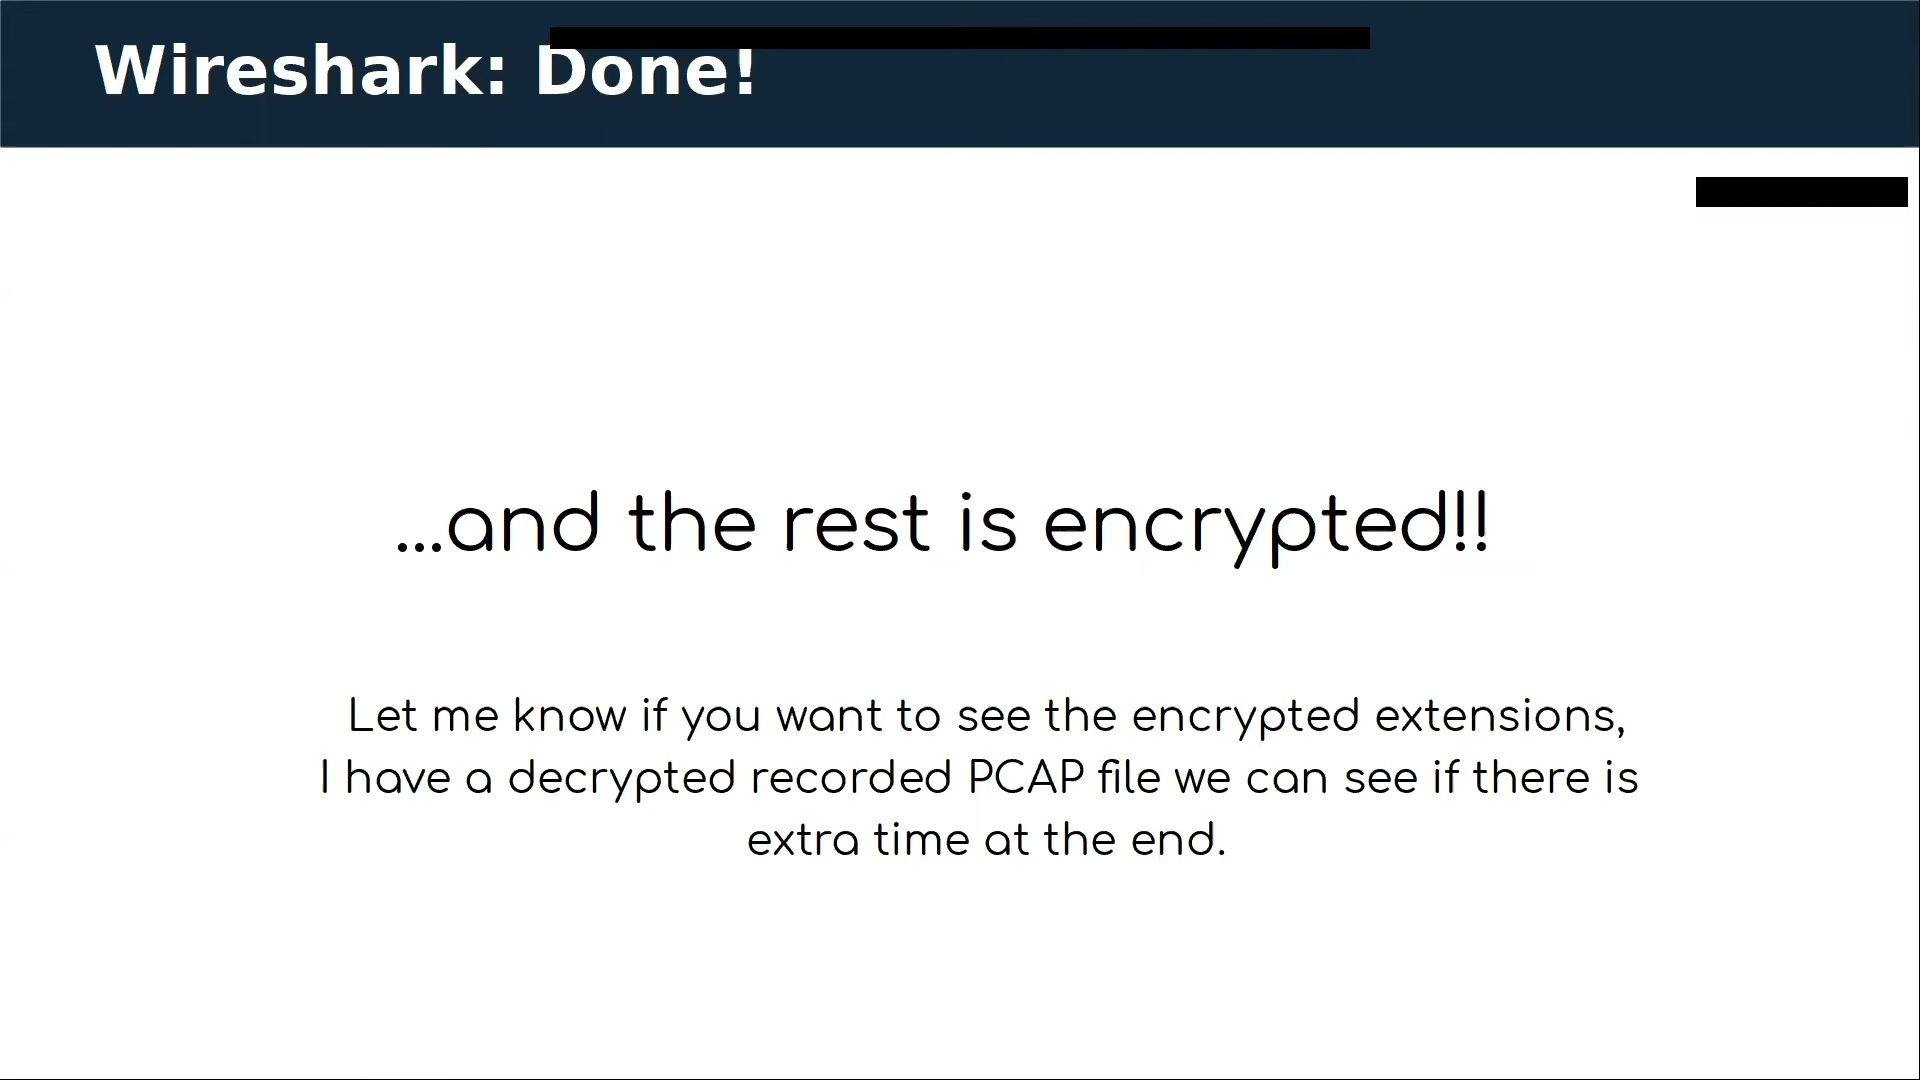 Wireshark: Done!
...and the rest is encrypted!!
Let me know if you want to see the encrypted extensions,
I have a decrypted recorded PCAP file we can see if there is
extra time at the end.